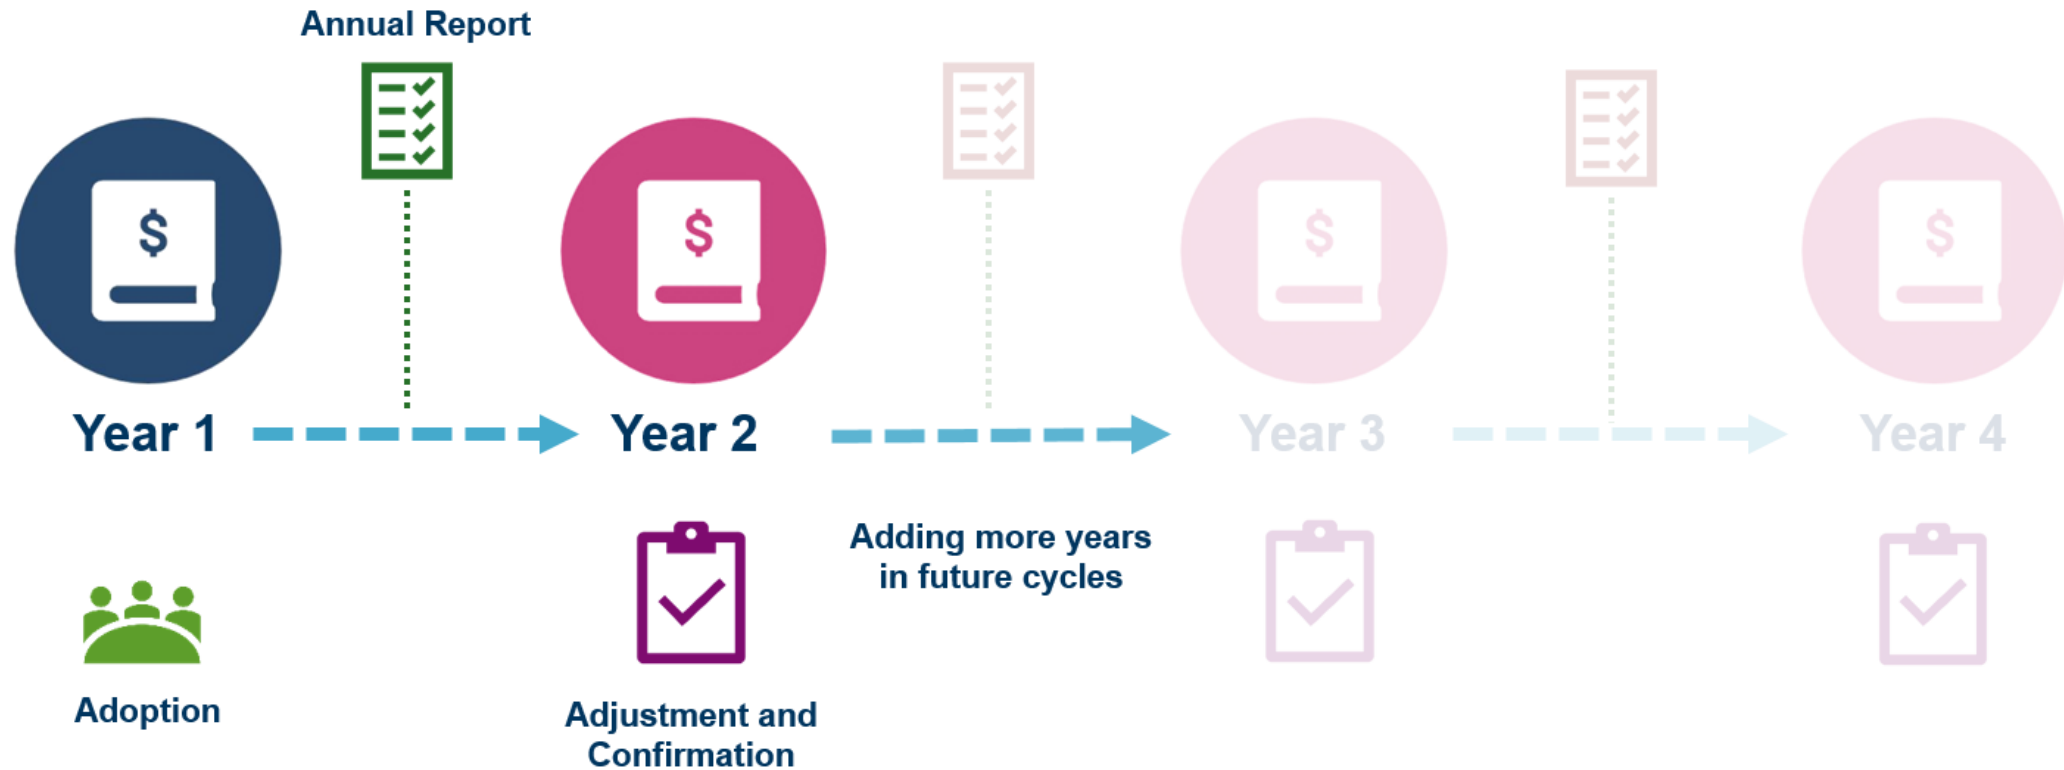 Annual Report
$
$
$
$
Year 1
Year 2
Year 3
Year 4
Adding more years
in future cycles
Adoption
Adjustment and
Confirmation